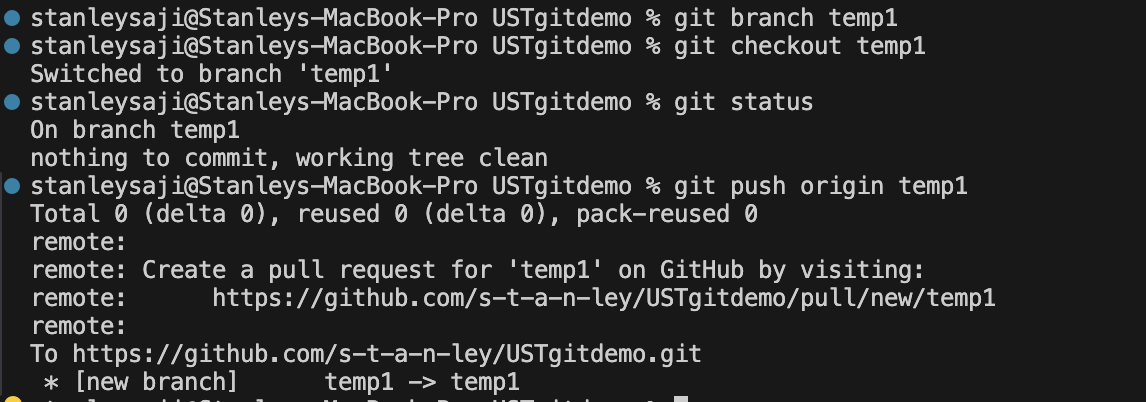 stanleysaji@Stanleys-MacBook-Pro USTgitdemo % git branch temp1
stanleysaji@Stanleys-MacBook-Pro USTgitdemo % git checkout temp1
Switched to branch 'temp1'
stanleysaji@Stanleys-MacBook-Pro USTgitdemo % git status
On branch temp1
nothing to commit, working tree clean
stanleysaji@Stanleys-MacBook-Pro USTgitdemo % git push origin temp1
Total 0 (delta 0), reused 0 (delta 0), pack-reused 0
remote:
remote: Create a pull request for 'temp1' on GitHub by visiting:
remote:      https://github.com/s-t-a-n-ley/USTgitdemo/pull/new/temp1
remote:
To https://github.com/s-t-a-n-ley/USTgitdemo.git
 * [new branch]      temp1 -> temp1